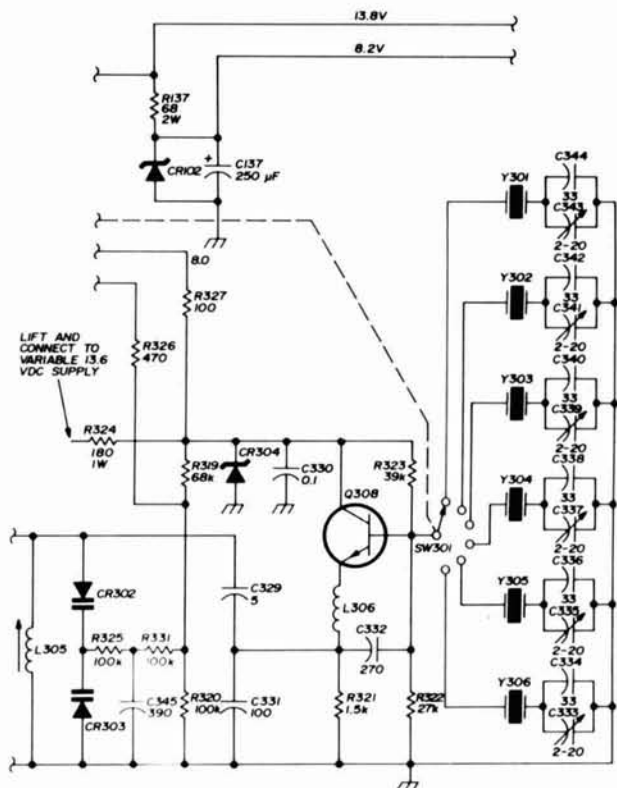 13.8V
8.2V
R137
68
2W
CR102
+
C137
250 µF
8.0
R327
100
R326
470
LIFT AND
CONNECT TO
VARIABLE 13.6
VDC SUPPLY
R324
180
1W
R319
68k
CR304
C330
0.1
Q308
R323
39k
SW301
L305
CR302
R325
100k
R331
100k
CR303
C345
390
R320
100k
C329
5
C331
100
L306
C332
270
R321
1.5k
R322
27k
Y301
C344
33
C343
2-20
Y302
C342
33
C341
2-20
Y303
C340
33
C339
2-20
Y304
C338
33
C337
2-20
Y305
C336
33
C335
2-20
Y306
C334
33
C333
2-20